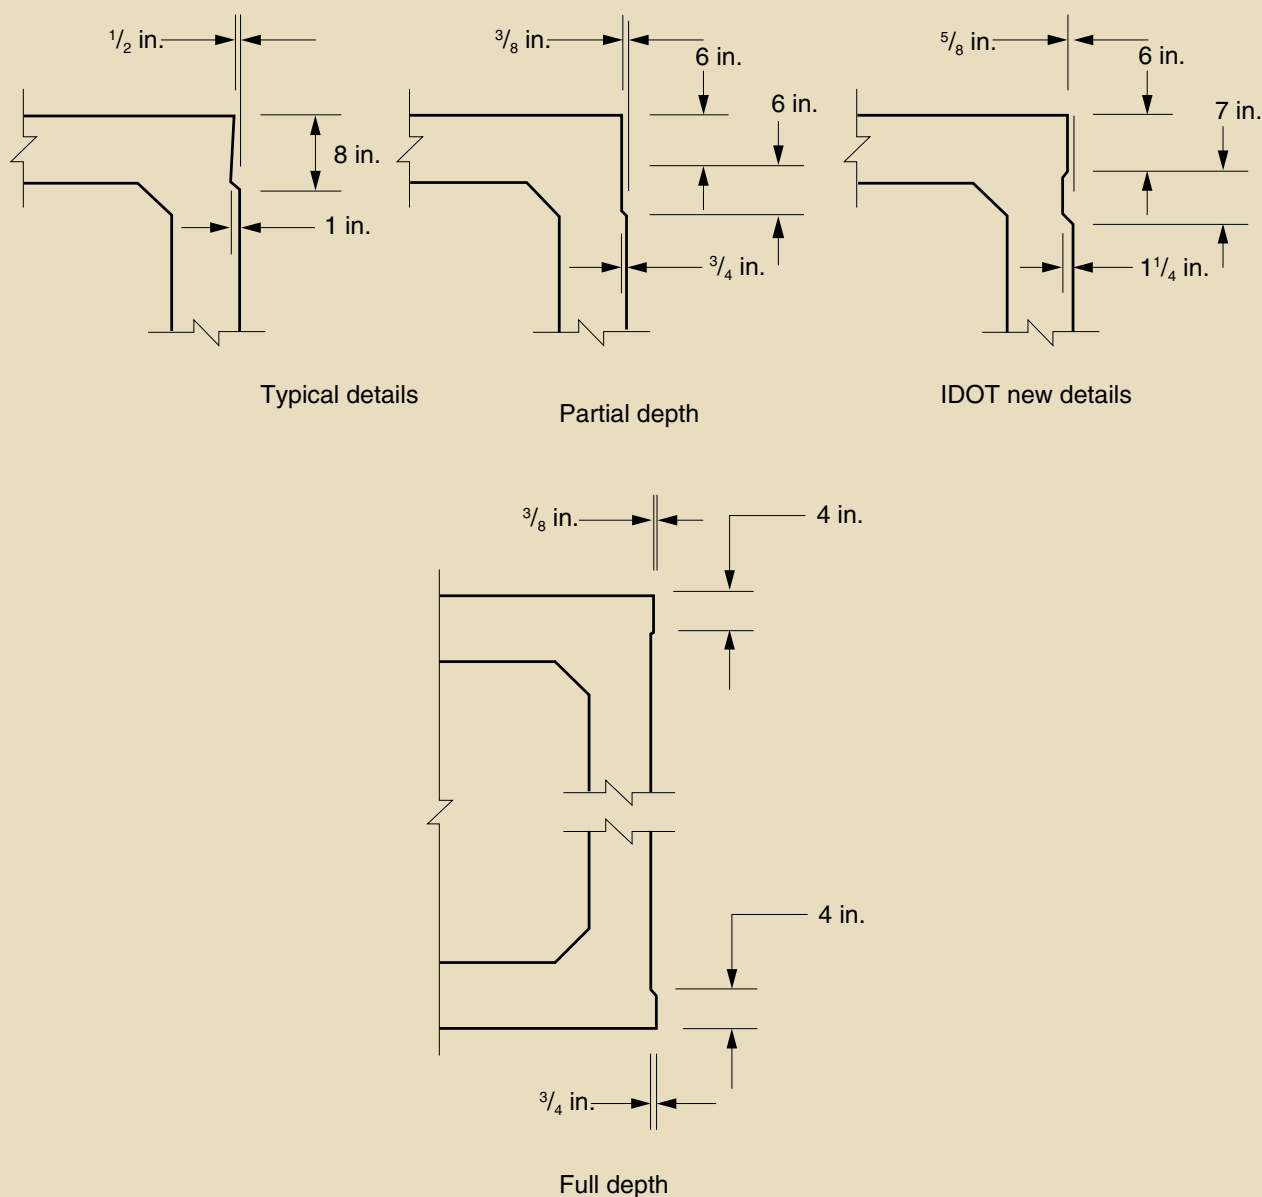 1/2 in.
8 in.
1 in.
Typical details
3/8 in.
6 in.
6 in.
3/4 in.
Partial depth
5/8 in.
6 in.
7 in.
1 1/4 in.
IDOT new details
3/8 in.
4 in.
4 in.
3/4 in.
Full depth